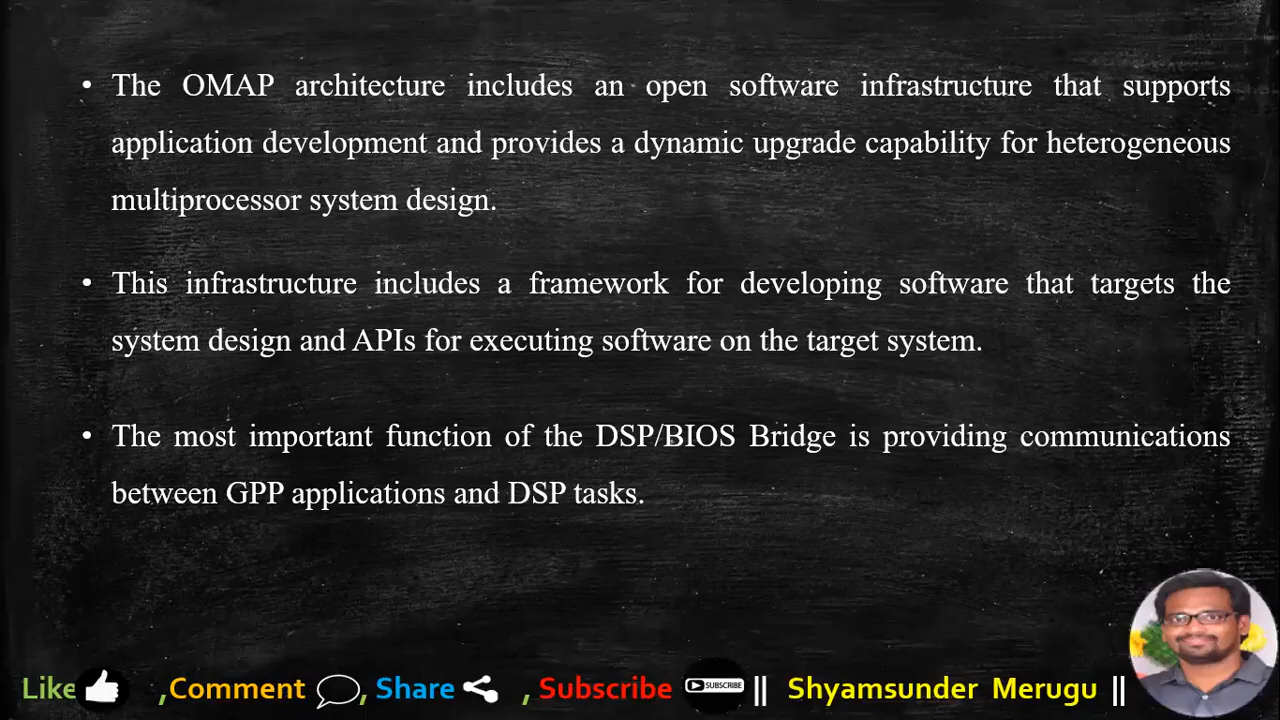 • The OMAP architecture includes an open software infrastructure that supports
application development and provides a dynamic upgrade capability for heterogeneous
multiprocessor system design.
• This infrastructure includes a framework for developing software that targets the
system design and APIs for executing software on the target system.
• The most important function of the DSP/BIOS Bridge is providing communications
between GPP applications and DSP tasks.
Like ,Comment , Share , Subscribe SUBSCRIBE || Shyamsunder Merugu ||